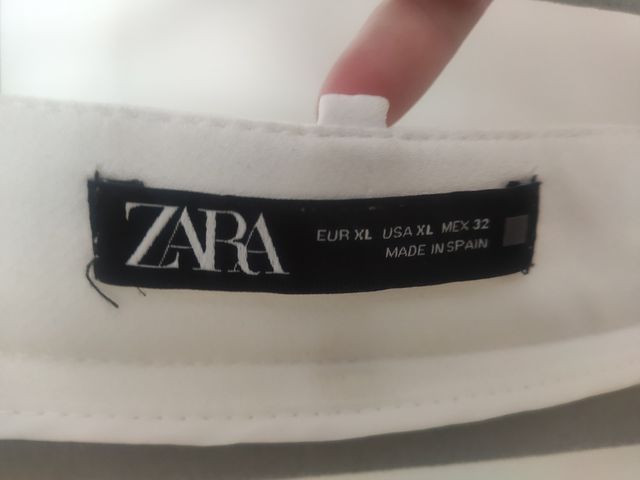 ZARA
EUR XL USA XL MEX 32
MADE IN SPAIN